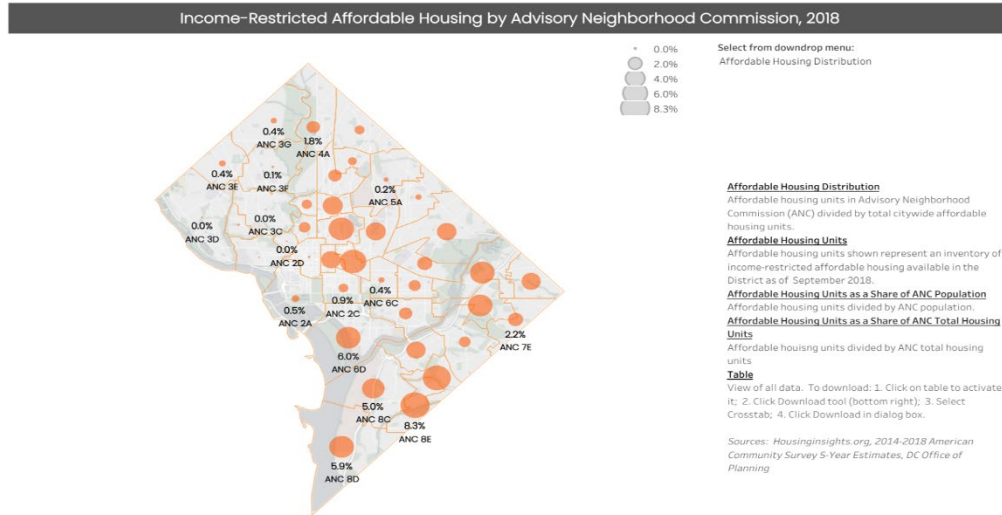 Income-Restricted Affordable Housing by Advisory Neighborhood Commission, 2018
0.0%
2.0%
4.0%
6.0%
8.3%
Select from downdrop menu:
Affordable Housing Distribution
0.4%
ANC 3G
1.8%
ANC 4A
0.4%
ANC 3E
0.1%
ANC 3F
0.2%
ANC 5A
0.0%
ANC 3D
0.0%
ANC 3C
0.0%
ANC 2D
0.5%
ANC 2A
0.9%
ANC 2C
0.4%
ANC 6C
2.2%
ANC 7E
6.0%
ANC 6D
5.0%
ANC 8C
8.3%
ANC 8E
5.9%
ANC 8D
Affordable Housing Distribution
Affordable housing units in Advisory Neighborhood
Commission (ANC) divided by total citywide affordable
housing units.
Affordable Housing Units
Affordable housing units shown represent an inventory of
income-restricted affordable housing available in the
District as of September 2018.
Affordable Housing Units as a Share of ANC Population
Affordable housing units divided by ANC population.
Affordable Housing Units as a Share of ANC Total Housing
Units
Affordable houisng units divided by ANC total housing
units
Table
View of all data. To download: 1. Click on table to activate
it; 2. Click Download tool (bottom right); 3. Select
Crosstab; 4. Click Download in dialog box.
Sources: Housinginsights.org, 2014-2018 American
Community Survey 5-Year Estimates, DC Office of
Planning